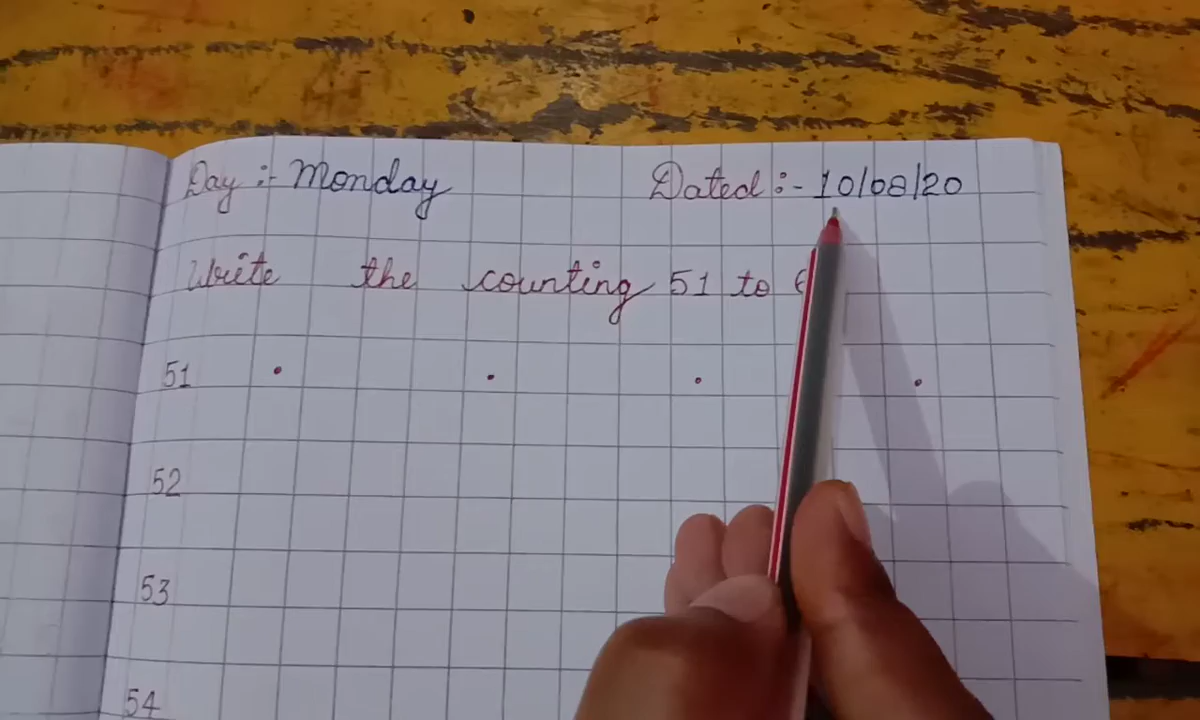 Day :- Monday Dated :- 10/08/20
Write the counting 51 to
51 . . . .
52
53
54